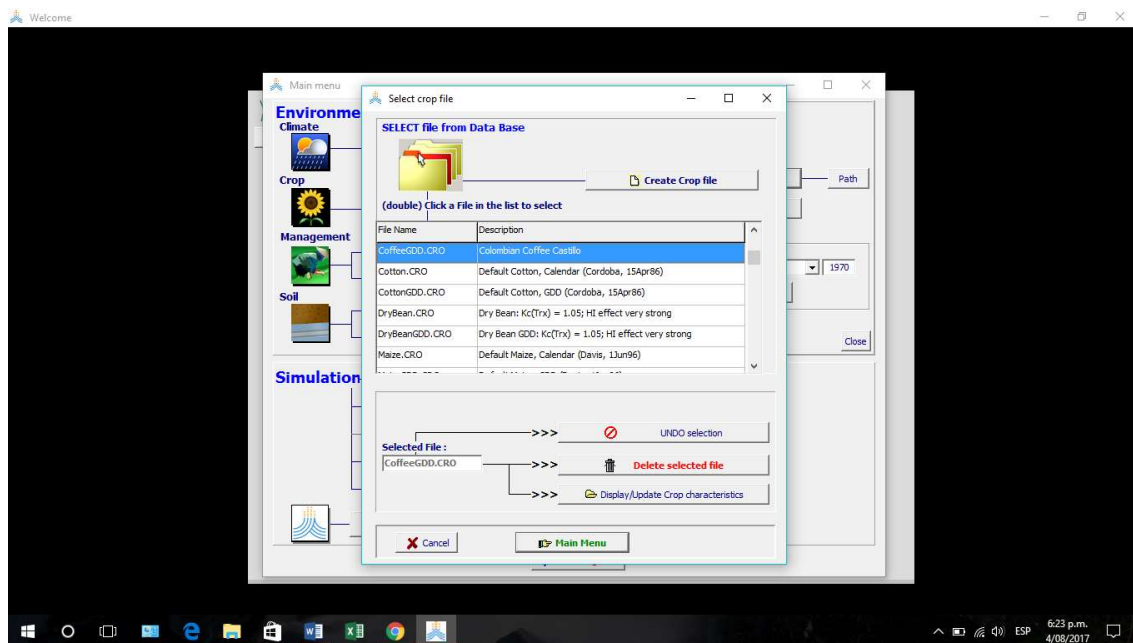 Welcome
Main menu
Environme
Climate
Crop
Management
Soil
Simulation
Path
1970
Close
Select crop file
SELECT file from Data Base
Create Crop file
(double) Click a File in the list to select
File Name Description
CoffeeGDD.CRO Colombian Coffee Castillo
Cotton.CRO Default Cotton, Calendar (Cordoba, 15Apr86)
CottonGDD.CRO Default Cotton, GDD (Cordoba, 15Apr86)
DryBean.CRO Dry Bean: Kc(Trx) = 1.05; HI effect very strong
DryBeanGDD.CRO Dry Bean GDD: Kc(Trx) = 1.05; HI effect very strong
Maize.CRO Default Maize, Calendar (Davis, 1Jun96)
>>> UNDO selection
Selected File :
CoffeeGDD.CRO
>>> Delete selected file
>>> Display/Update Crop characteristics
Cancel
Main Menu
ESP
6:23 p.m.
4/08/2017